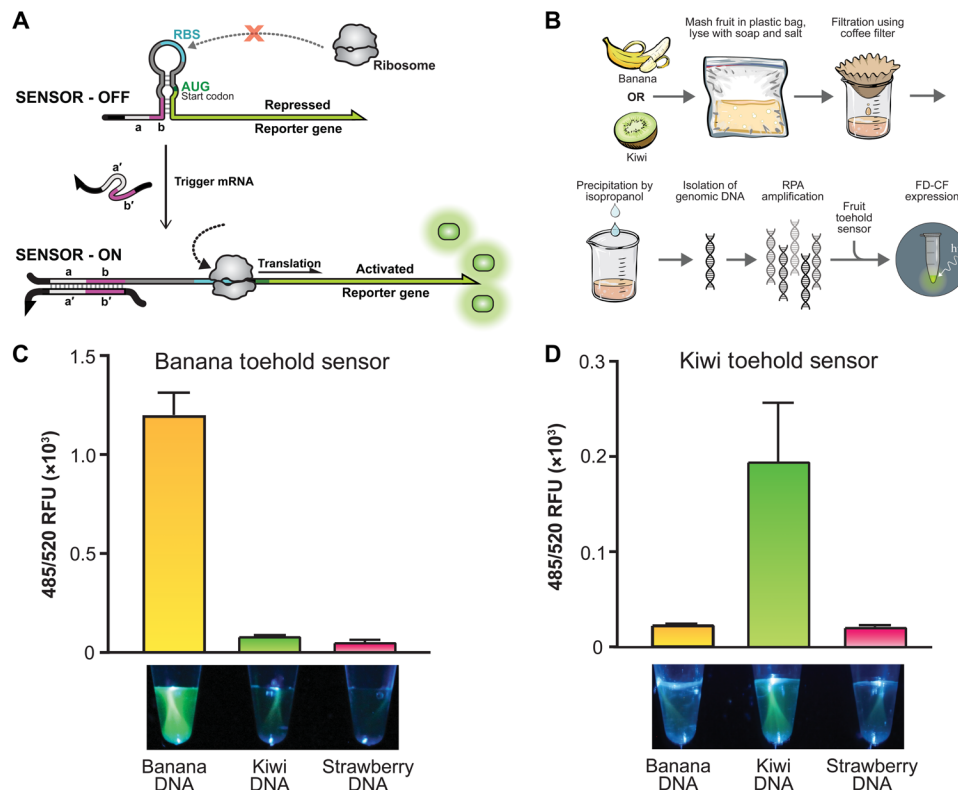 A
RBS
Ribosome
AUG
Start codon
SENSOR - OFF
Repressed
Reporter gene
a
b
a′
b′
Trigger mRNA
SENSOR - ON
a
b
a′
b′
Translation
Activated
Reporter gene
B
Banana
OR
Kiwi
Mash fruit in plastic bag,
lyse with soap and salt
Filtration using
coffee filter
Precipitation by
isopropanol
Isolation of
genomic DNA
RPA
amplification
Fruit
toehold
sensor
FD-CF
expression
C
Banana toehold sensor
485/520 RFU (×10³)
1.5
1.0
0.5
0
Banana
DNA
Kiwi
DNA
Strawberry
DNA
D
Kiwi toehold sensor
485/520 RFU (×10³)
0.3
0.2
0.1
0
Banana
DNA
Kiwi
DNA
Strawberry
DNA